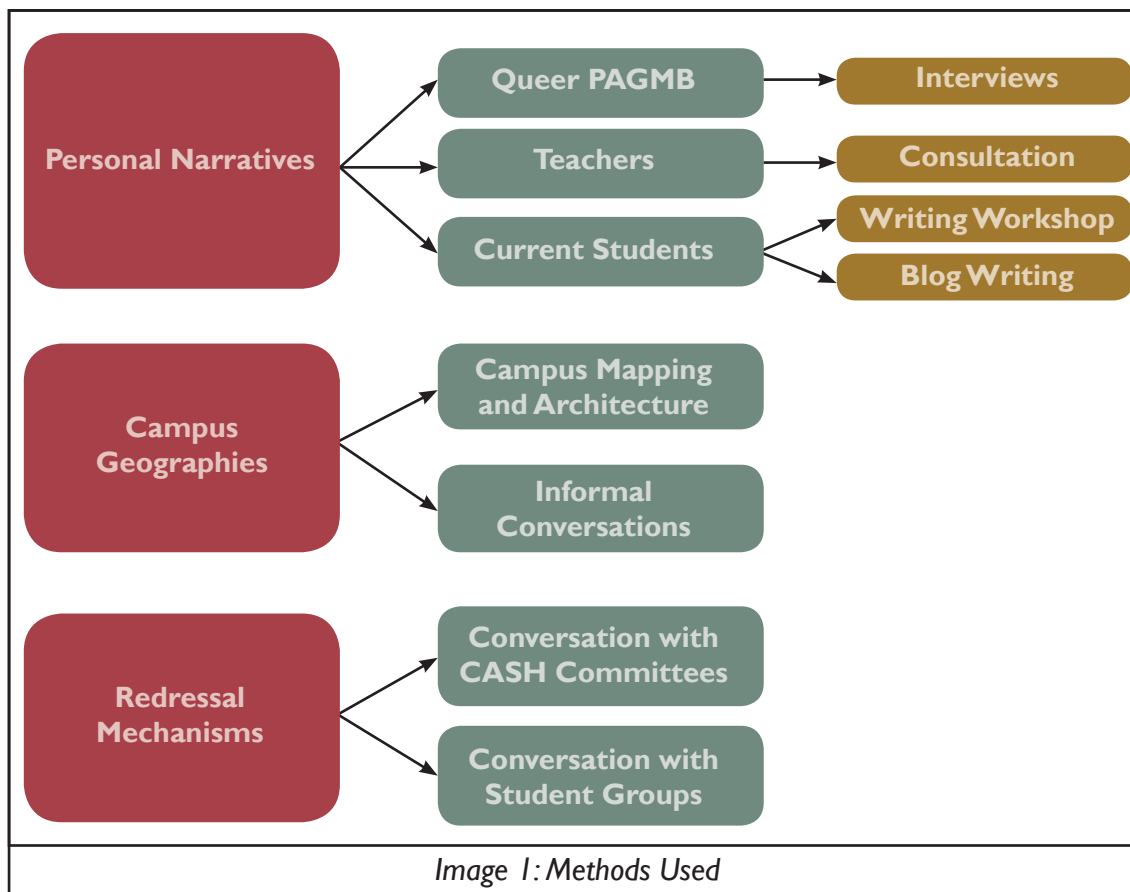 Personal Narratives
Queer PAGMB
Interviews
Teachers
Consultation
Current Students
Writing Workshop
Blog Writing
Campus
Geographies
Campus Mapping
and Architecture
Informal
Conversations
Redressal
Mechanisms
Conversation with
CASH Committees
Conversation with
Student Groups
Image 1: Methods Used